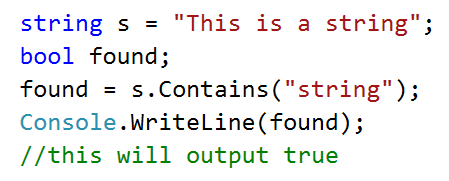 string s = "This is a string";
bool found;
found = s.Contains("string");
Console.WriteLine(found);
//this will output true